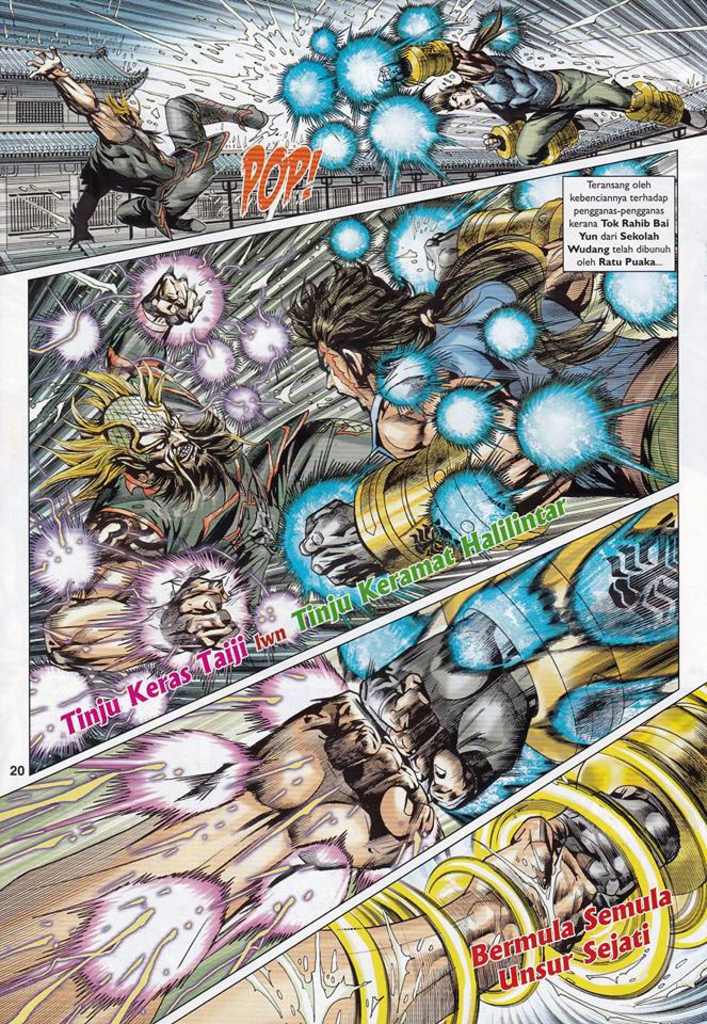 POP!
Teransang oleh
kebenciannya terhadap
pengganas-pengganas
kerana Tok Rahib Bai
Yun dari Sekolah
Wudang telah dibunuh
oleh Ratu Puaka...
Tinju Keras Taiji lwn Tinju Keramat Halilintar
20
Bermula Semula
Unsur Sejati